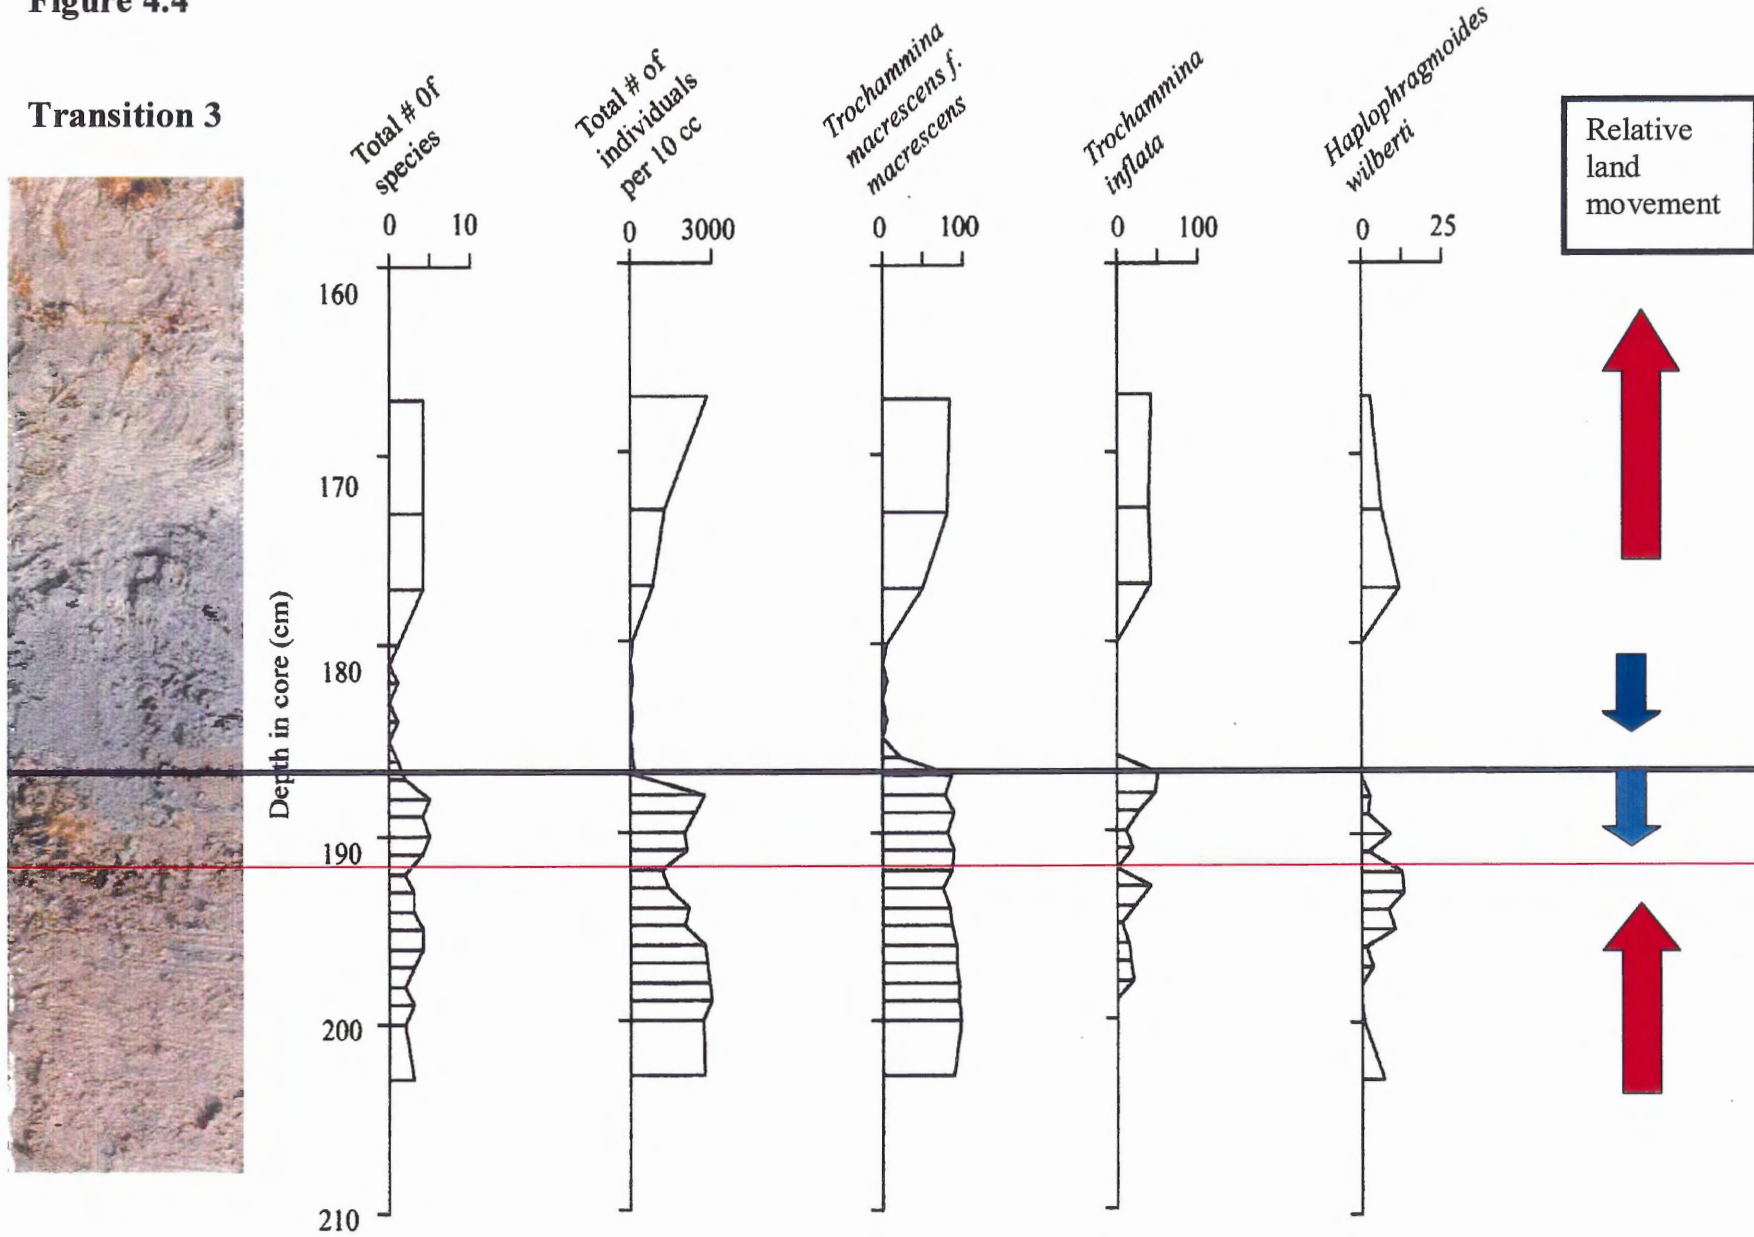 Figure 4.4
Transition 3
Total # Of
species
Total # of
individuals
per 10 cc
Trochammina
macrescens f.
macrescens
Trochammina
inflata
Haplophragmoides
wilberti
Relative
land
movement
0 10
0 3000
0 100
0 100
0 25
Depth in core (cm)
160
170
180
190
200
210